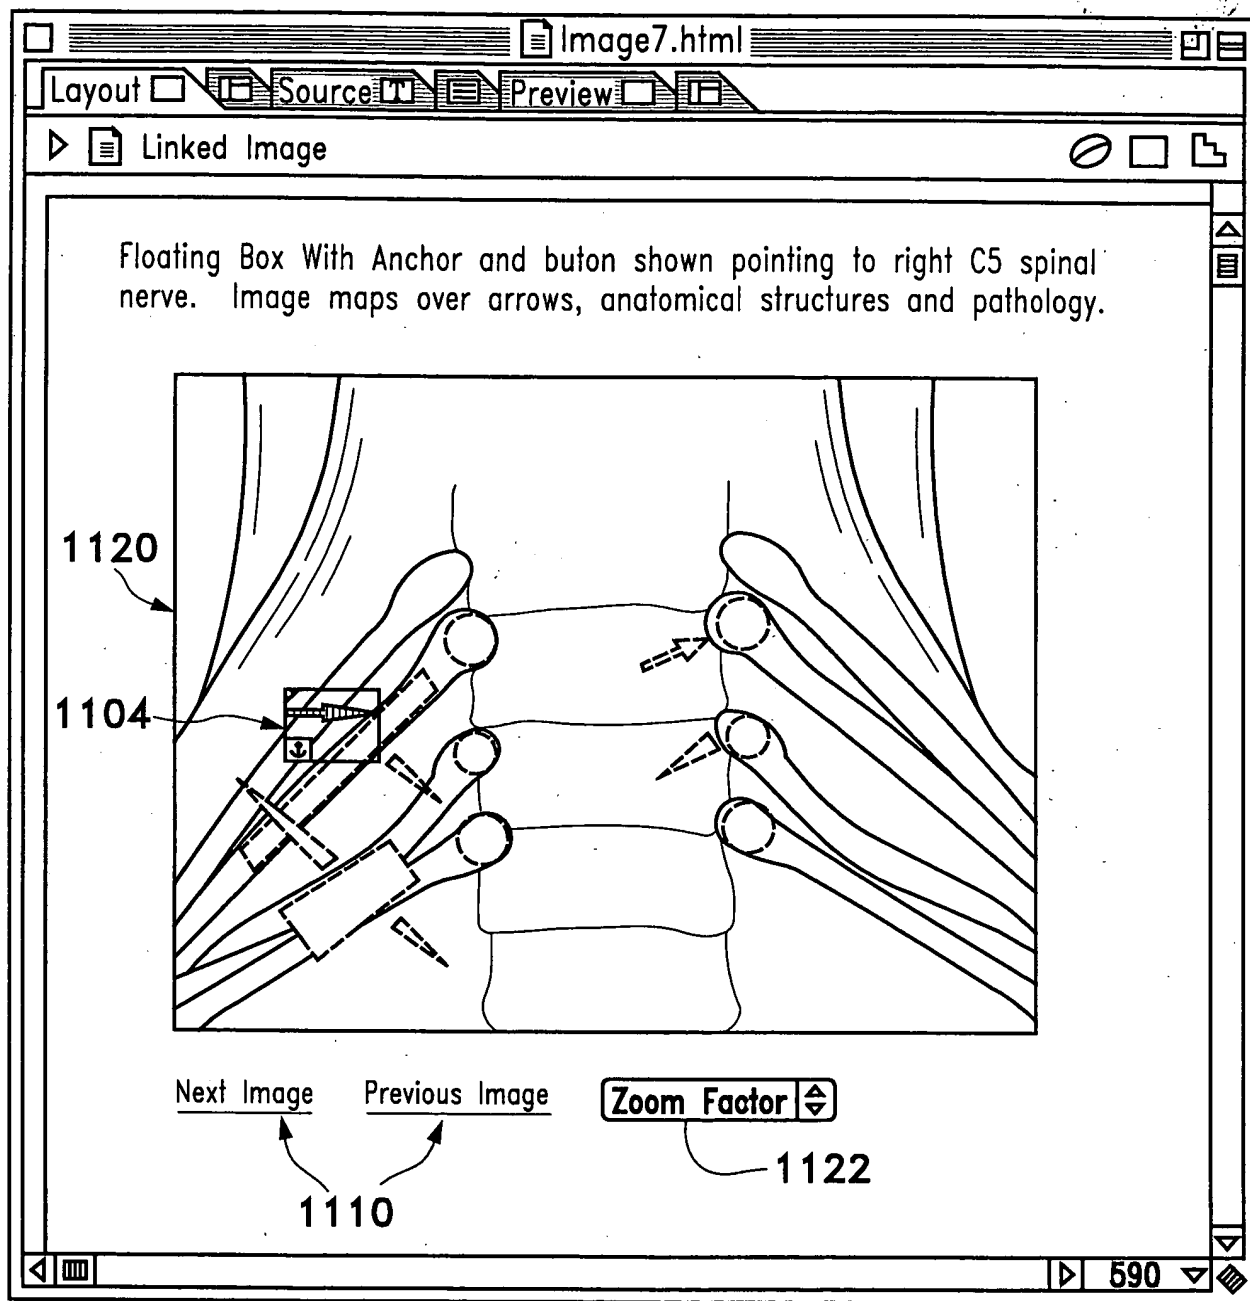 Image7.html
Layout Source T Preview
Linked Image
Floating Box With Anchor and buton shown pointing to right C5 spinal
nerve. Image maps over arrows, anatomical structures and pathology.
1120
1104
Next Image Previous Image Zoom Factor
1122
1110
590